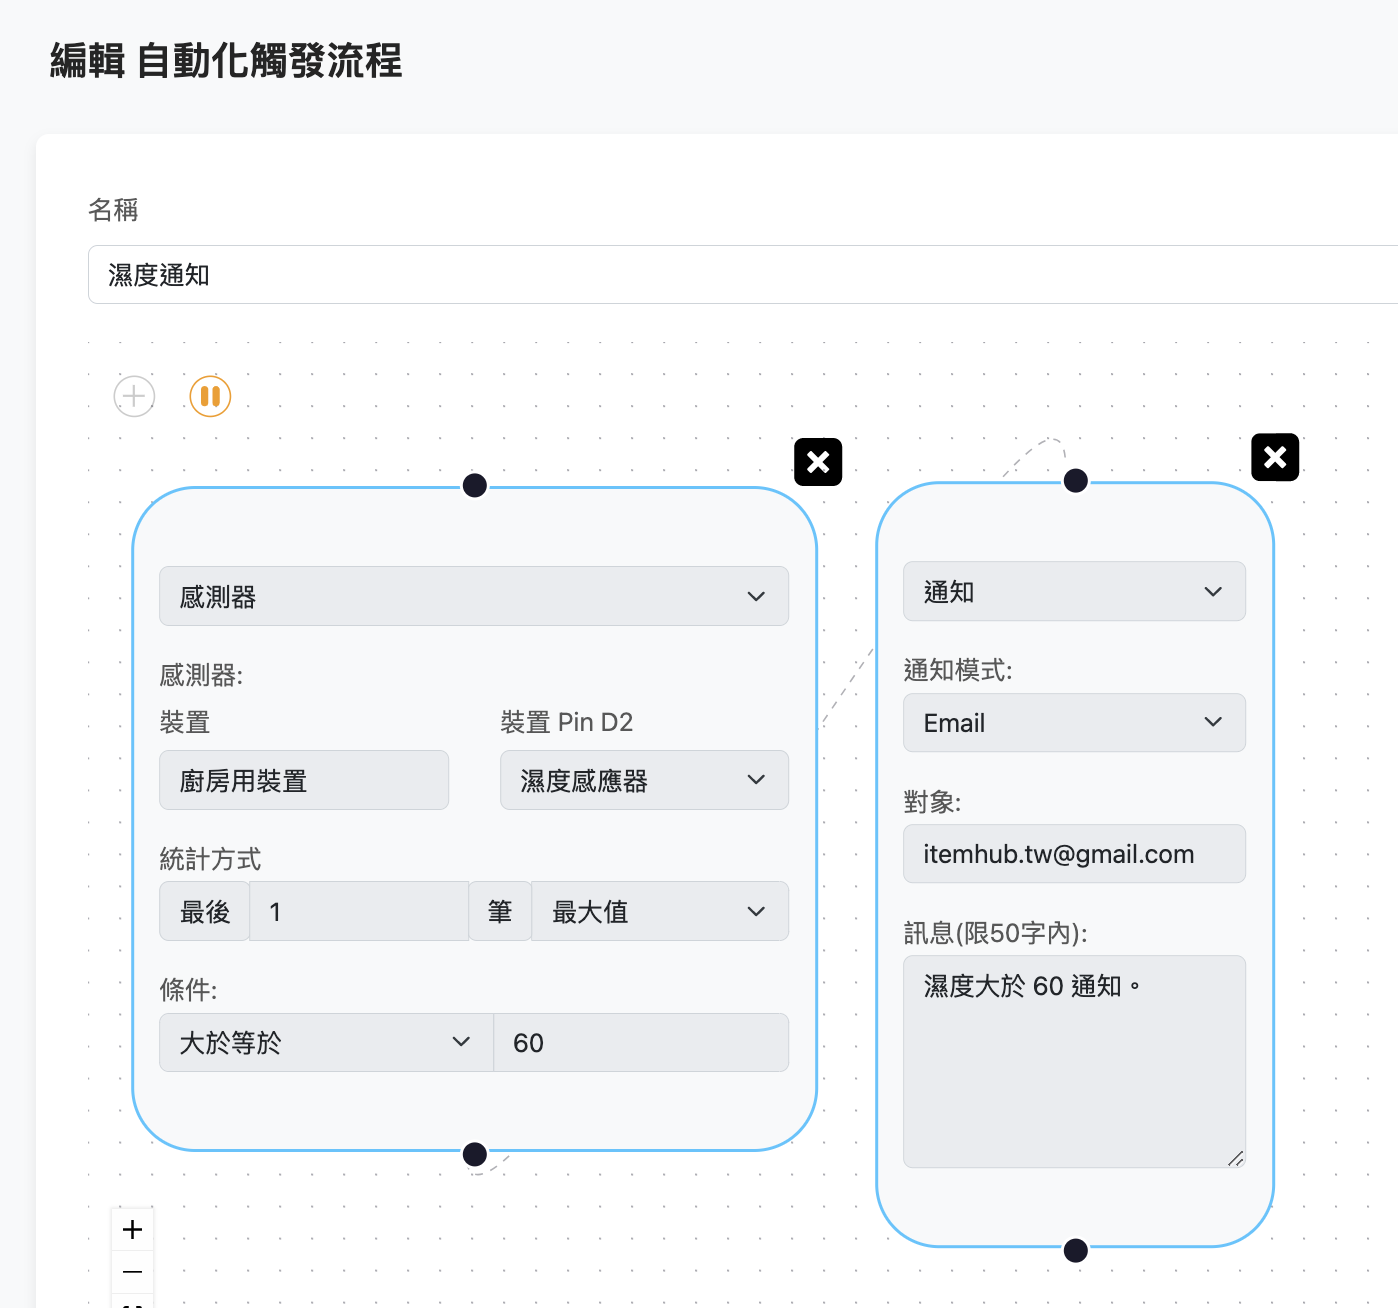 編輯 自動化觸發流程
名稱
濕度通知
感測器
感測器:
裝置
裝置 Pin D2
廚房用裝置
濕度感應器
統計方式
最後
1
筆
最大值
條件:
大於等於
60
通知
通知模式:
Email
對象:
itemhub.tw@gmail.com
訊息(限50字內):
濕度大於 60 通知。